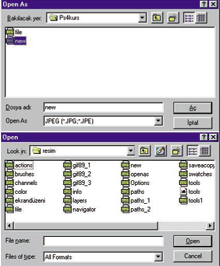 Open As
Bakılacak yer: Ps4kurs
file
new
Dosya adı: new Aç
Open As JPEG (*.JPG;*.JPE) İptal
Open
Look in: resim
actions gif89_1 new saveacopy
brushes gif89_2 openas swatches
channels gif89_3 Options tools
color info paths tools
ekrandüzeni layers paths_1 tools1
file navigator paths_2
File name: Open
Files of type: All Formats Cancel